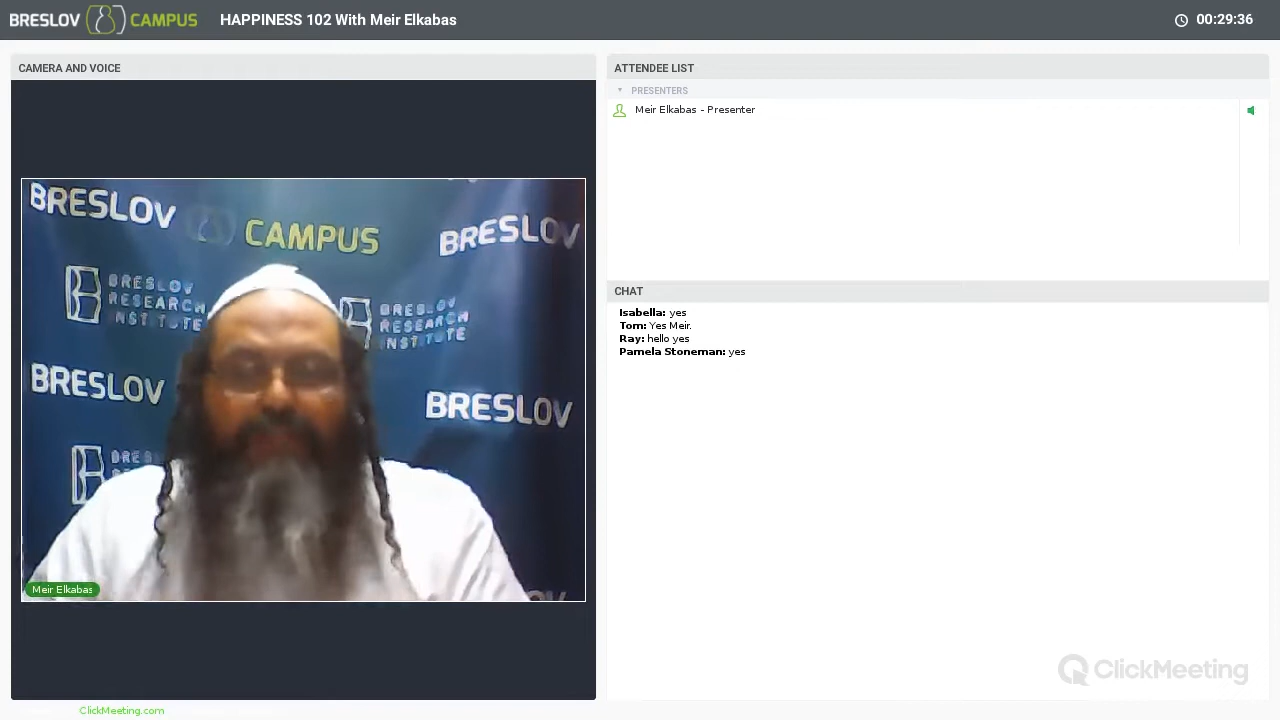 BRESLOV CAMPUS
HAPPINESS 102 With Meir Elkabas
00:29:36
CAMERA AND VOICE
BRESLOV CAMPUS
BRESLOV
BRESLOV
RESEARCH
INSTITUTE
BRESLOV
RESEARCH
INSTITUTE
BRESLOV
BRESLOV
BRES
Meir Elkabas
ATTENDEE LIST
PRESENTERS
Meir Elkabas - Presenter
CHAT
Isabella: yes
Tom: Yes Meir.
Ray: hello yes
Pamela Stoneman: yes
ClickMeeting
ClickMeeting.com